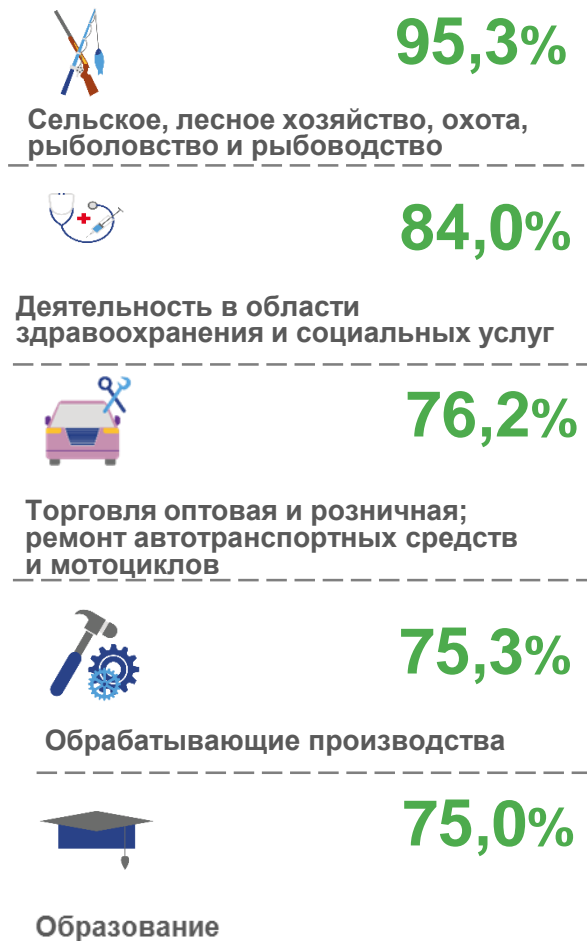 95,3%
Сельское, лесное хозяйство, охота,
рыболовство и рыбоводство
84,0%
Деятельность в области
здравоохранения и социальных услуг
76,2%
Торговля оптовая и розничная;
ремонт автотранспортных средств
и мотоциклов
75,3%
Обрабатывающие производства
75,0%
Образование